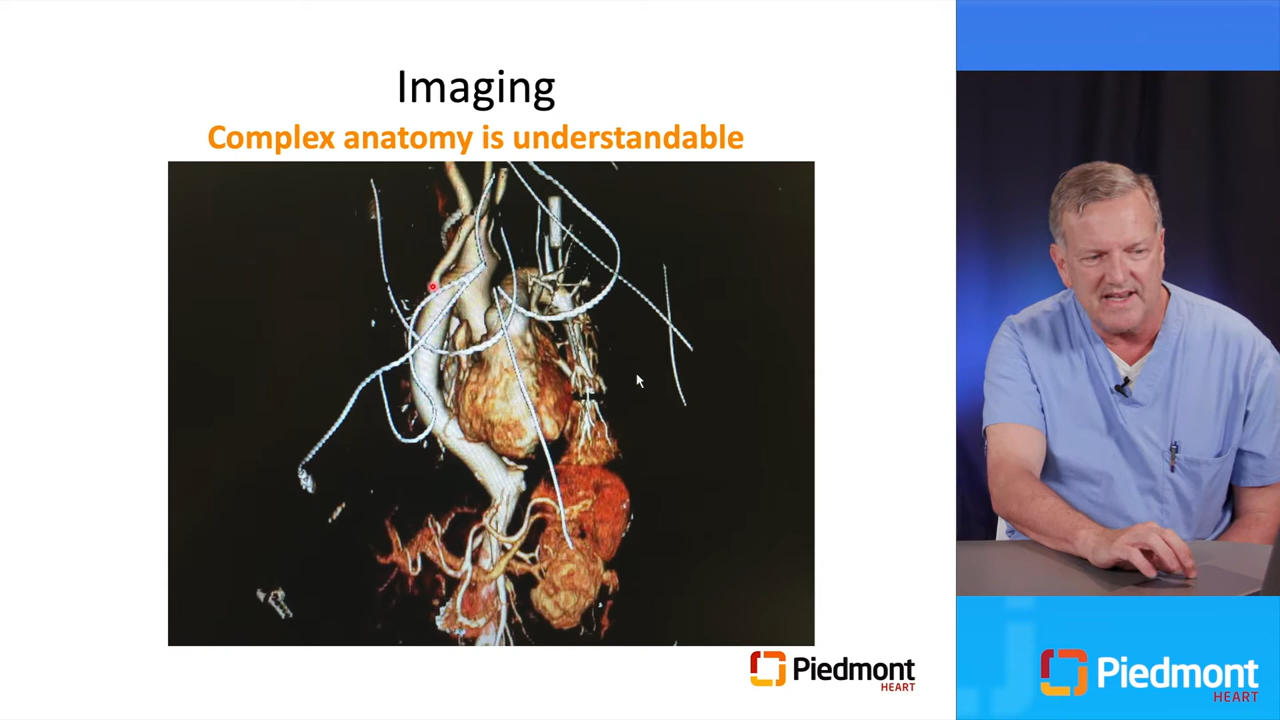 Imaging
Complex anatomy is understandable
Piedmont
HEART
Piedmont
HEART